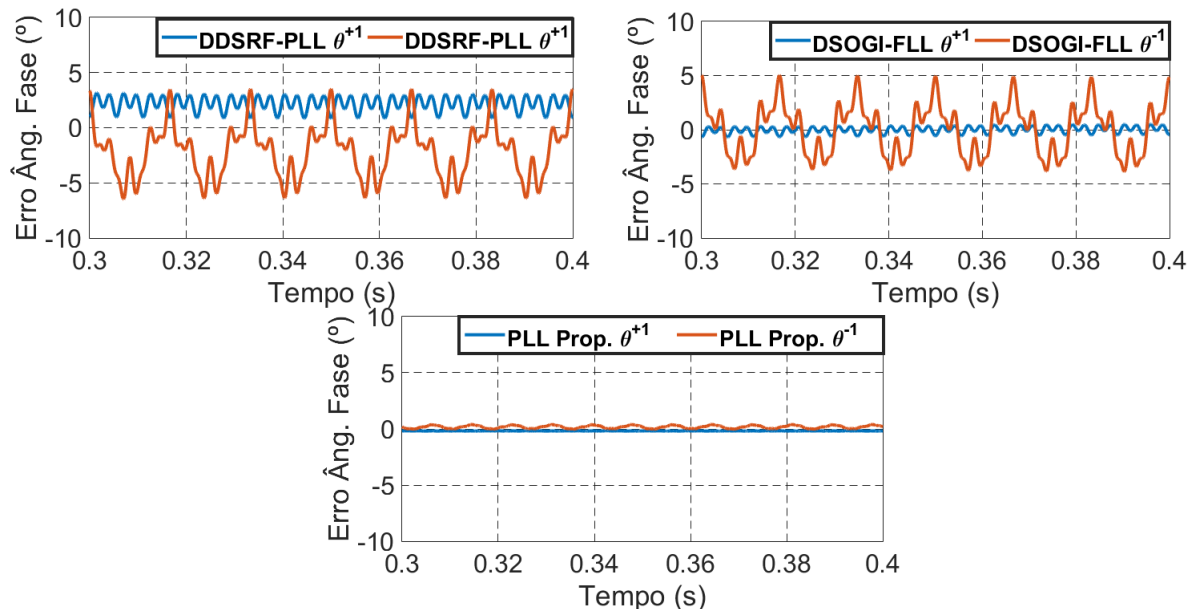 DDSRF-PLL θ+1 DDSRF-PLL θ+1
Erro Âng. Fase (º)
10
5
0
-5
-10
0.3 0.32 0.34 0.36 0.38 0.4
Tempo (s)
DSOGI-FLL θ+1 DSOGI-FLL θ-1
Erro Âng. Fase (º)
10
5
0
-5
-10
0.3 0.32 0.34 0.36 0.38 0.4
Tempo (s)
PLL Prop. θ+1 PLL Prop. θ-1
Erro Âng. Fase (º)
10
5
0
-5
-10
0.3 0.32 0.34 0.36 0.38 0.4
Tempo (s)